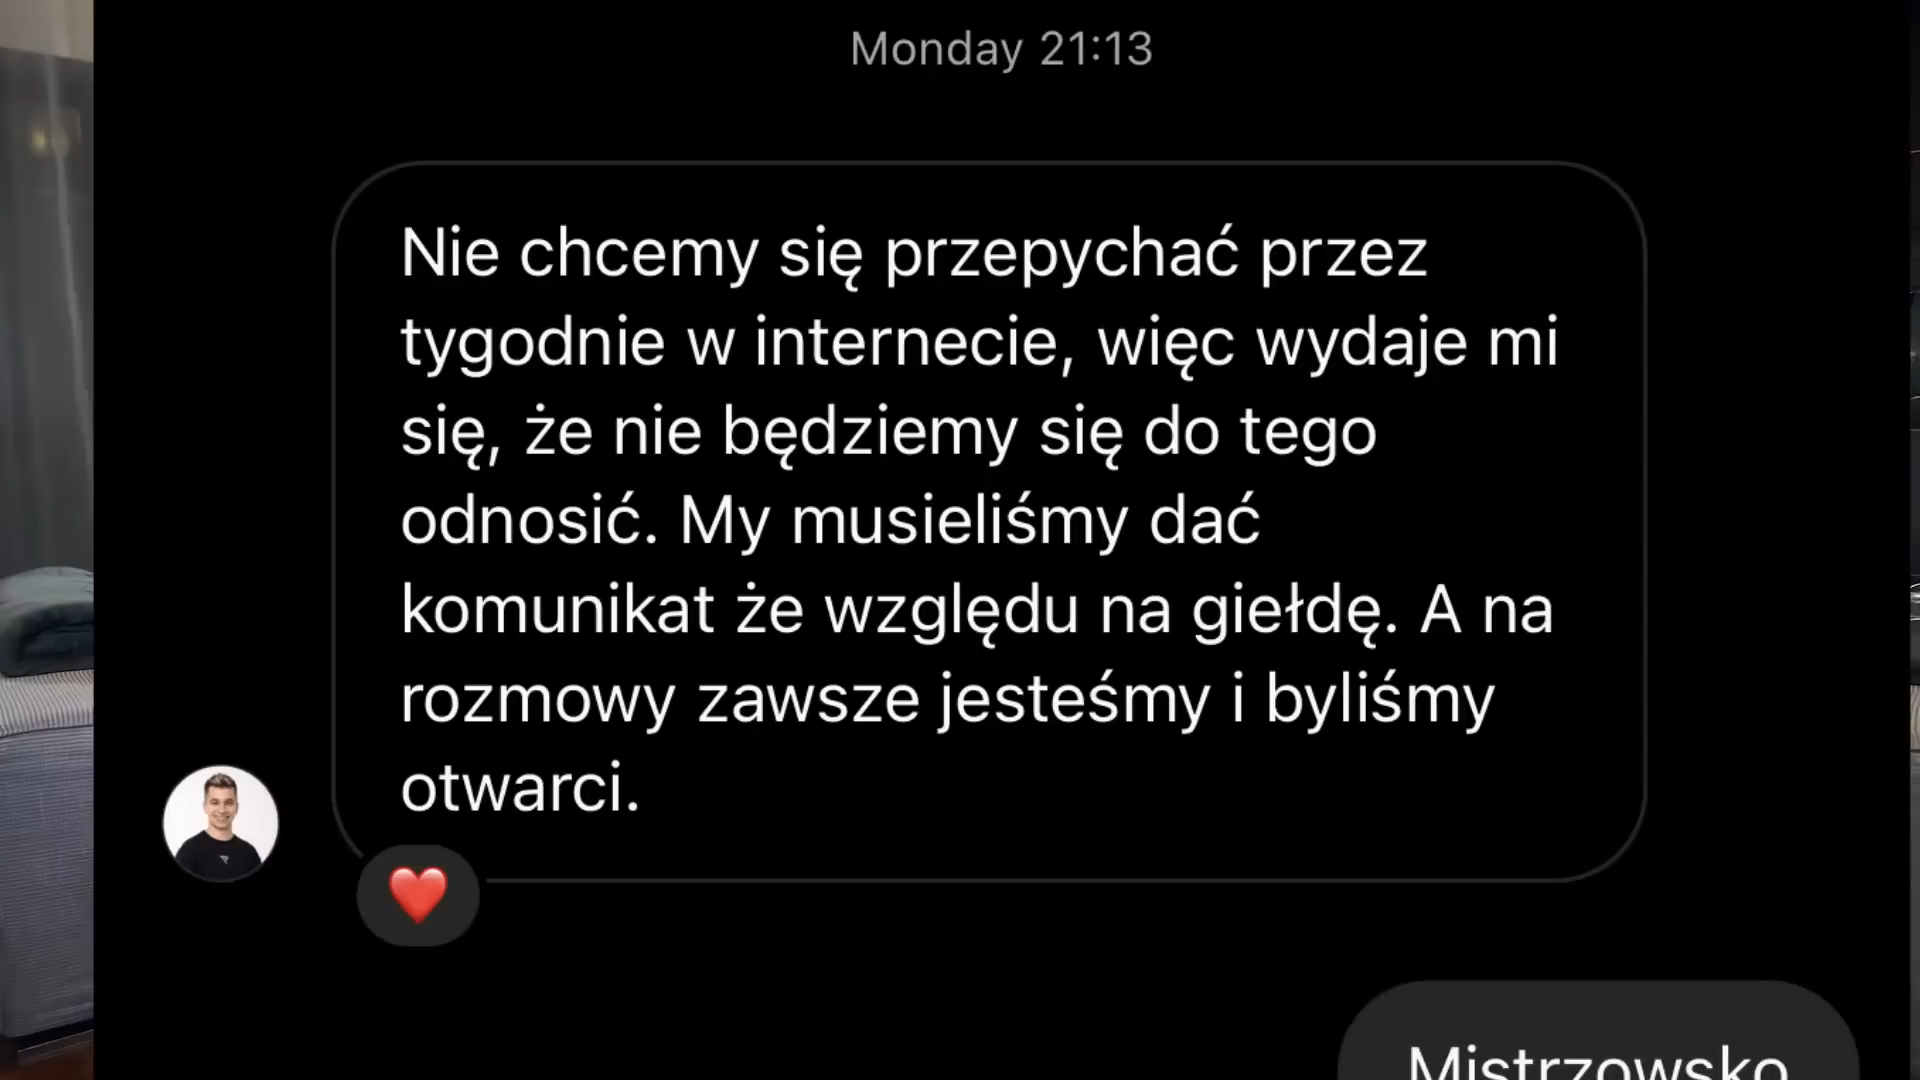 Monday 21:13
Nie chcemy się przepychać przez
tygodnie w internecie, więc wydaje mi
się, że nie będziemy się do tego
odnosić. My musieliśmy dać
komunikat że względu na giełdę. A na
rozmowy zawsze jesteśmy i byliśmy
otwarci.
Mistrzowsko